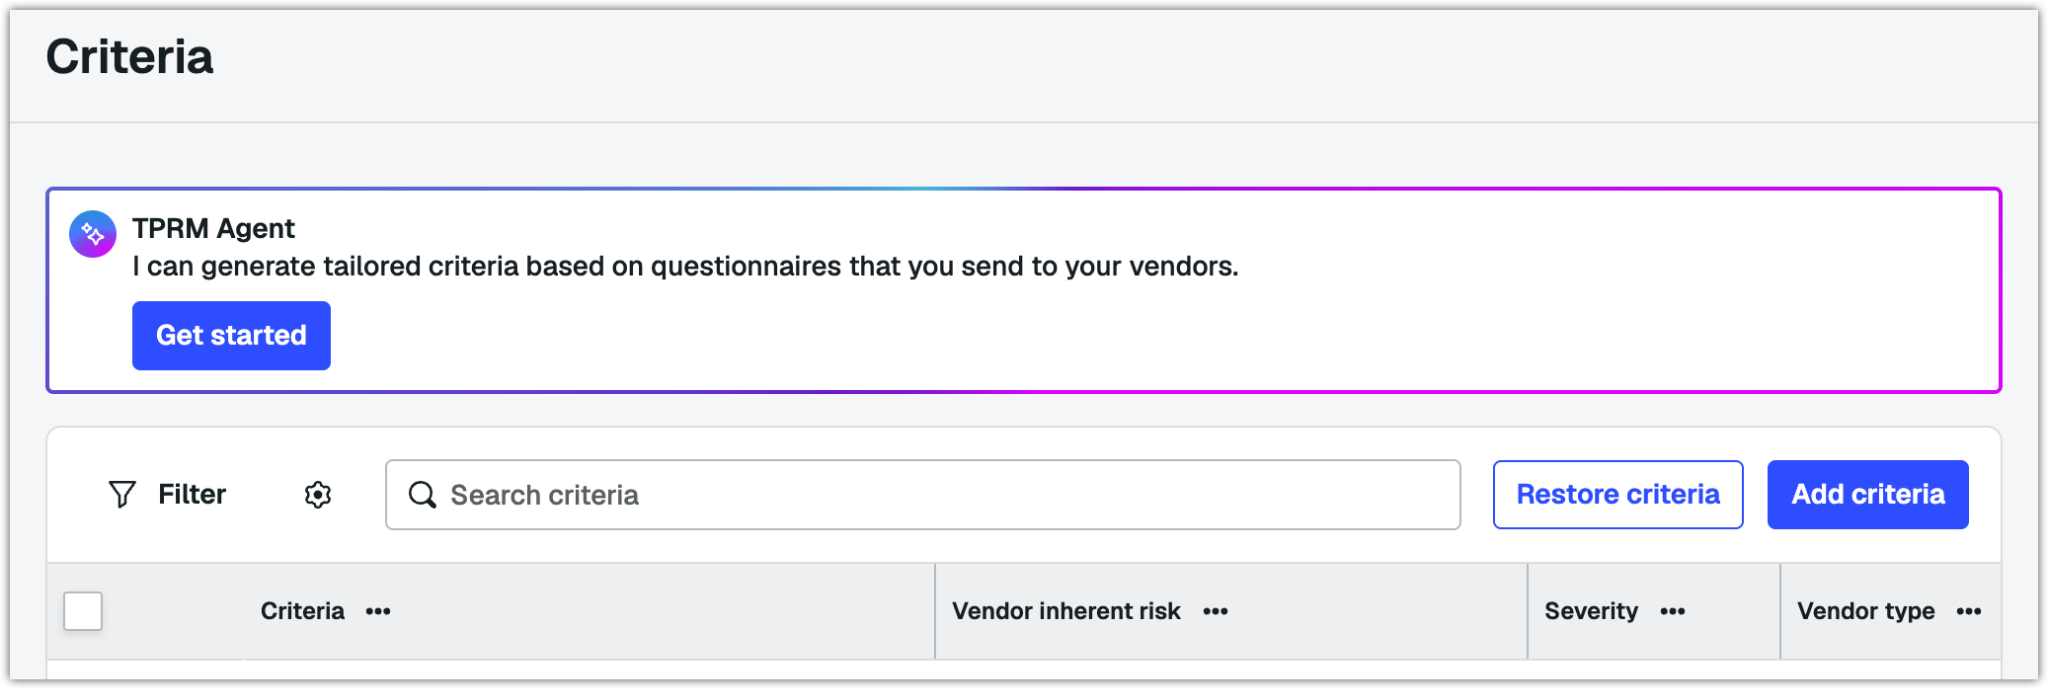 Criteria
TPRM Agent
I can generate tailored criteria based on questionnaires that you send to your vendors.
Get started
Filter
Search criteria
Restore criteria
Add criteria
Criteria •••
Vendor inherent risk •••
Severity •••
Vendor type •••